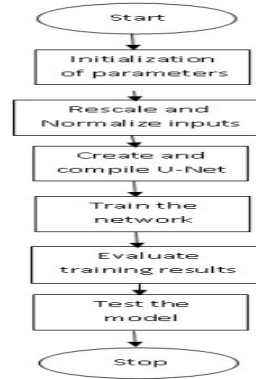 Start
Initialization
of parameters
Rescale and
Normalize inputs
Create and
compile U-Net
Train the
network
Evaluate
training results
Test the
model
Stop